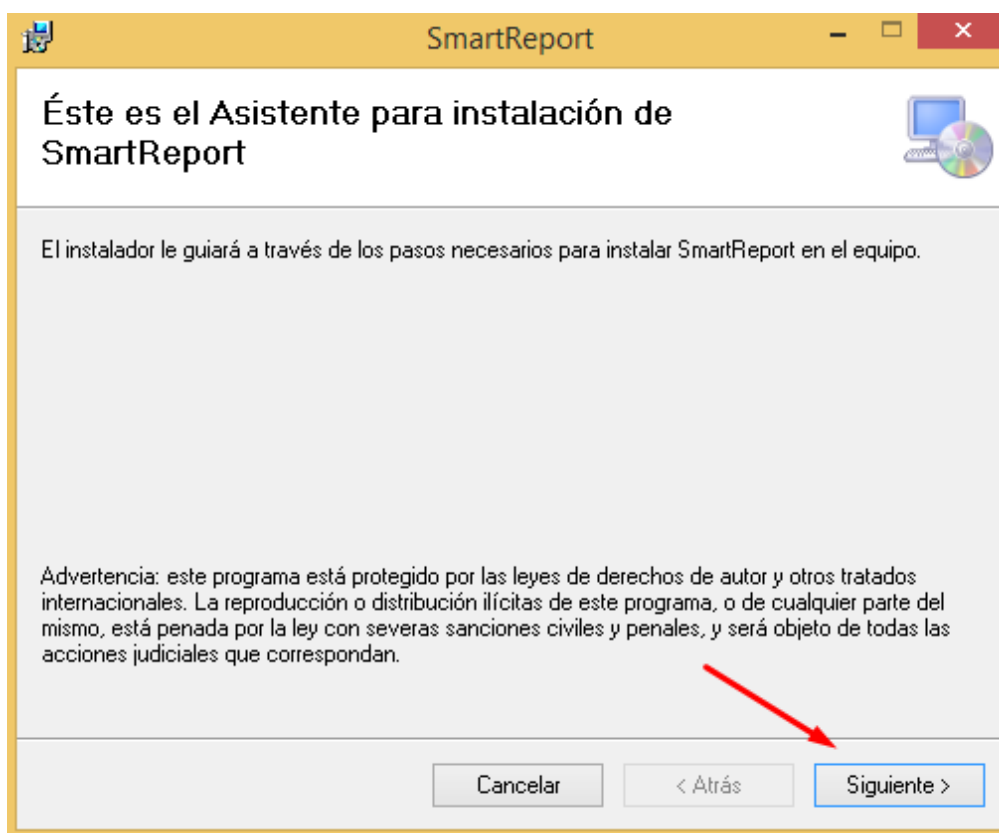 SmartReport
Éste es el Asistente para instalación de
SmartReport
El instalador le guiará a través de los pasos necesarios para instalar SmartReport en el equipo.
Advertencia: este programa está protegido por las leyes de derechos de autor y otros tratados
internacionales. La reproducción o distribución ilícitas de este programa, o de cualquier parte del
mismo, está penada por la ley con severas sanciones civiles y penales, y será objeto de todas las
acciones judiciales que correspondan.
Cancelar
< Atrás
Siguiente >